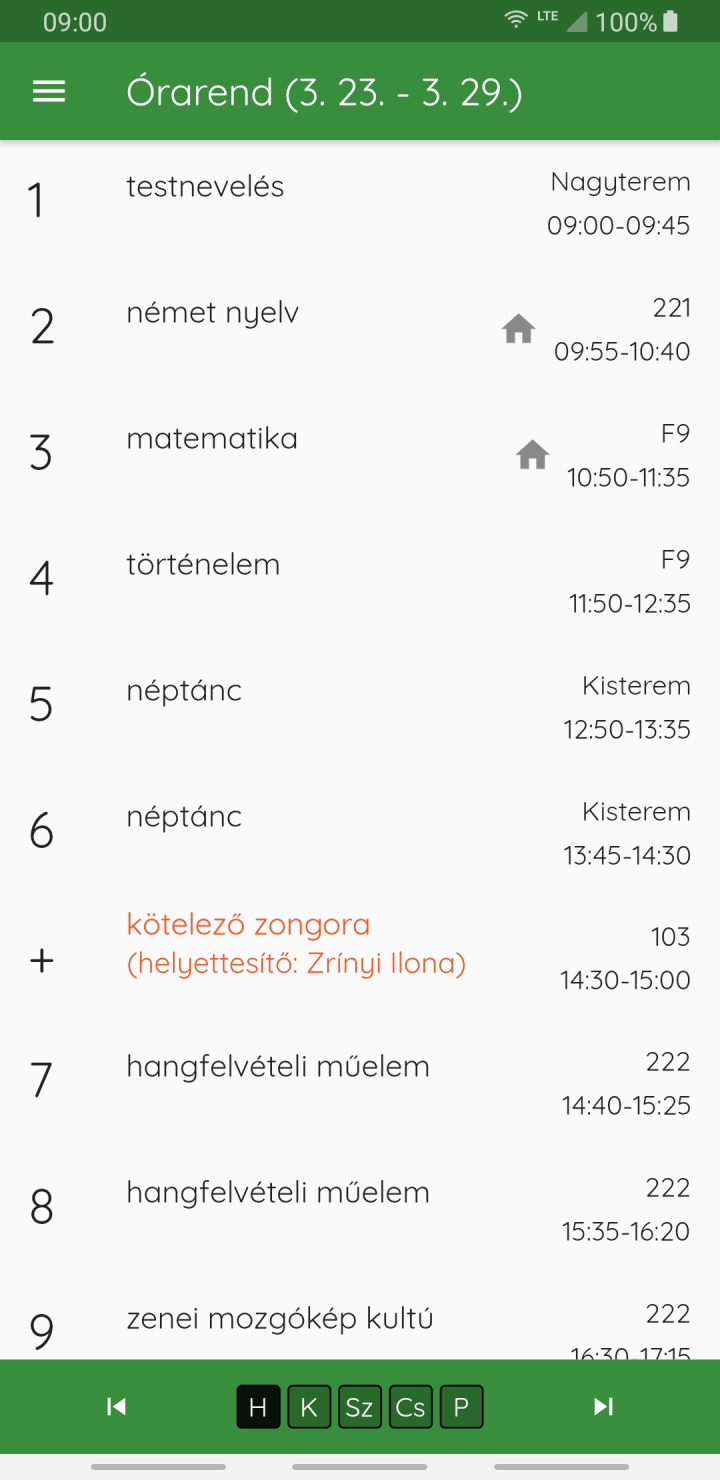 09:00 LTE 100%
Órarend (3. 23. - 3. 29.)
1 testnevelés Nagyterem
09:00-09:45
2 német nyelv 221
09:55-10:40
3 matematika F9
10:50-11:35
4 történelem F9
11:50-12:35
5 néptánc Kisterem
12:50-13:35
6 néptánc Kisterem
13:45-14:30
+ kötelező zongora 103
(helyettesítő: Zrínyi Ilona) 14:30-15:00
7 hangfelvételi műelem 222
14:40-15:25
8 hangfelvételi műelem 222
15:35-16:20
9 zenei mozgókép kultú 222
16:30-17:15
H K Sz Cs P